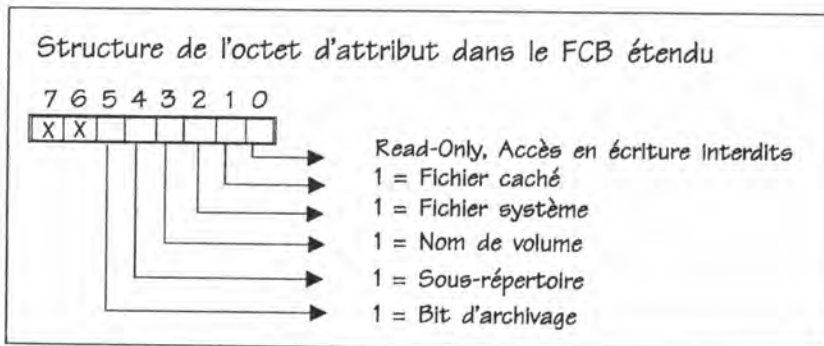 Structure de l'octet d'attribut dans le FCB étendu
7 6 5 4 3 2 1 0
X X
Read-Only, Accès en écriture interdits
1 = Fichier caché
1 = Fichier système
1 = Nom de volume
1 = Sous-répertoire
1 = Bit d'archivage